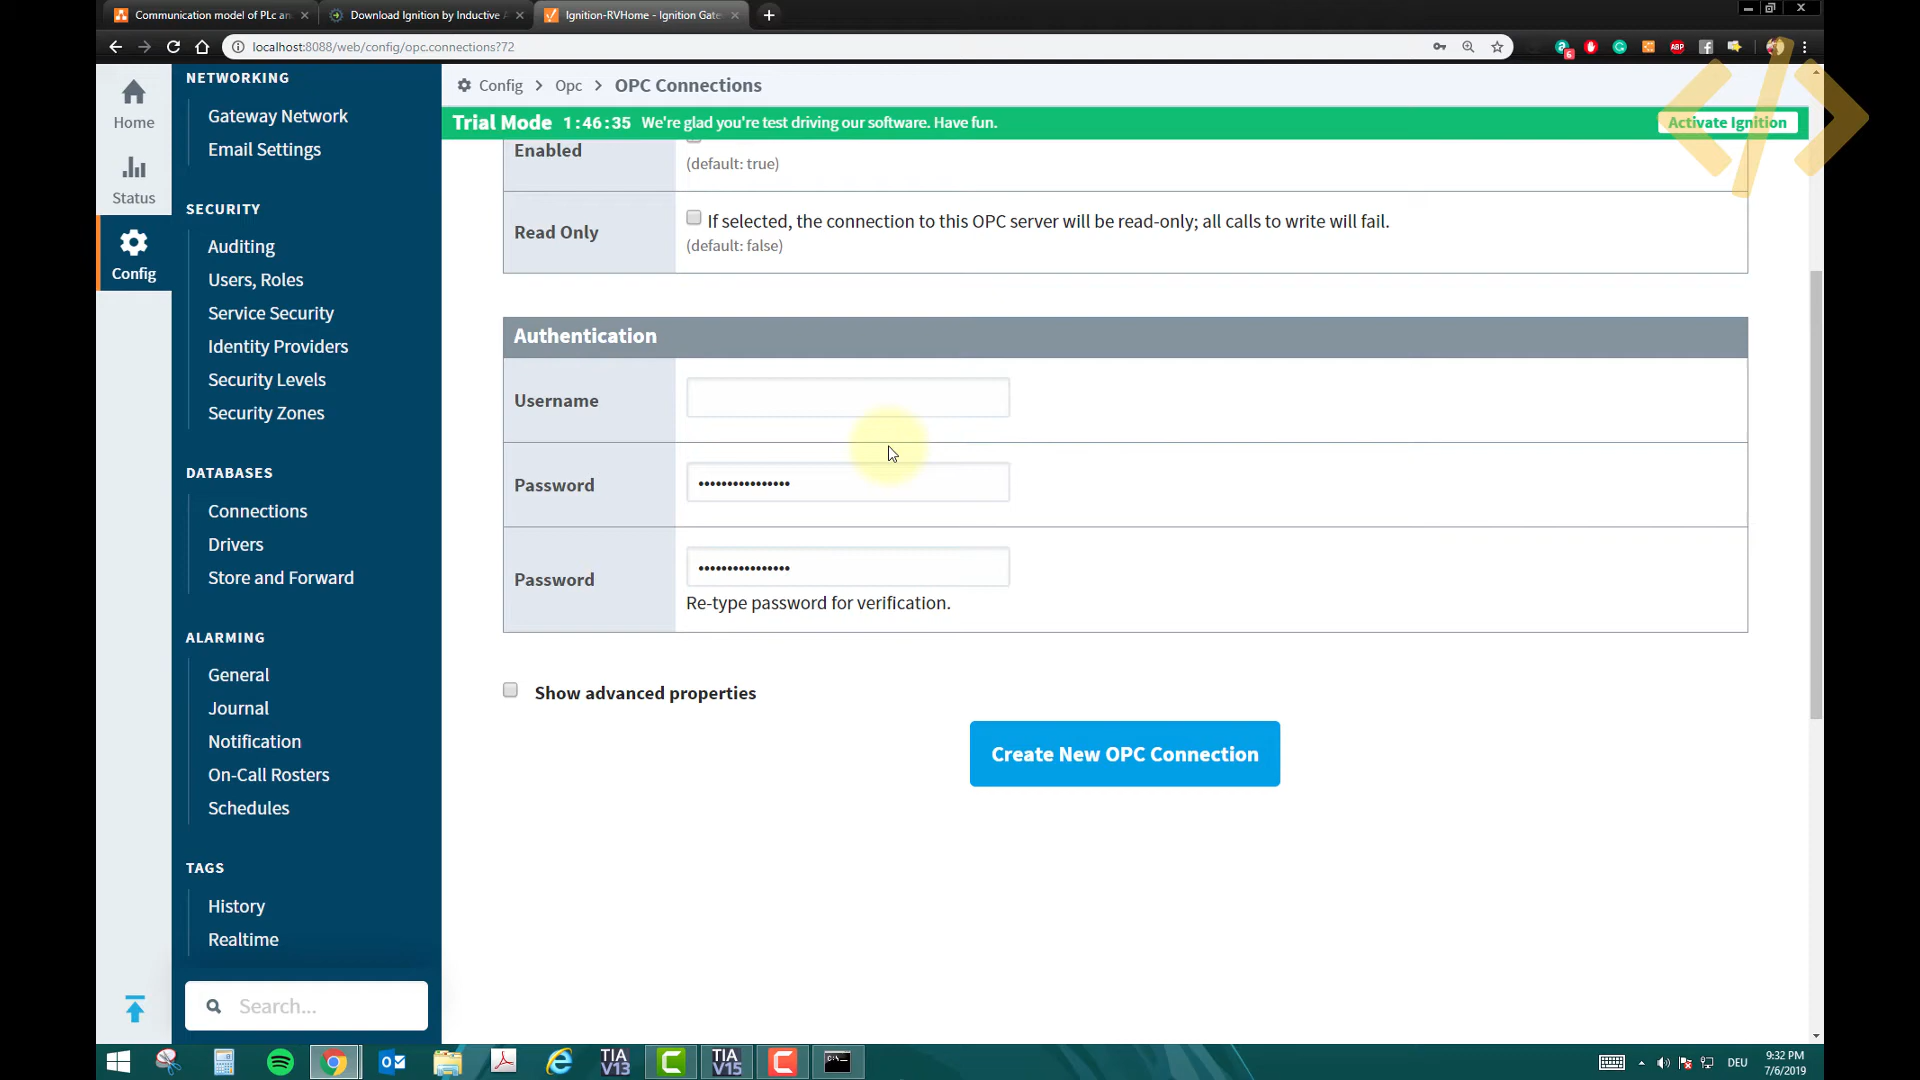 Communication model of PLc an
Download Ignition by Inductive A
Ignition-RVHome - Ignition Gate
localhost:8088/web/config/opc.connections?72
6
ABP
Home
Status
Config
NETWORKING
Gateway Network
Email Settings
SECURITY
Auditing
Users, Roles
Service Security
Identity Providers
Security Levels
Security Zones
DATABASES
Connections
Drivers
Store and Forward
ALARMING
General
Journal
Notification
On-Call Rosters
Schedules
TAGS
History
Realtime
Search...
Config > Opc > OPC Connections
Trial Mode 1:46:35 We're glad you're test driving our software. Have fun.
Activate Ignition
Enabled
(default: true)
Read Only
If selected, the connection to this OPC server will be read-only; all calls to write will fail.
(default: false)
Authentication
Username
Password
••••••••••••••••
Password
••••••••••••••••
Re-type password for verification.
Show advanced properties
Create New OPC Connection
TIA V13
TIA V15
DEU
9:32 PM
7/6/2019